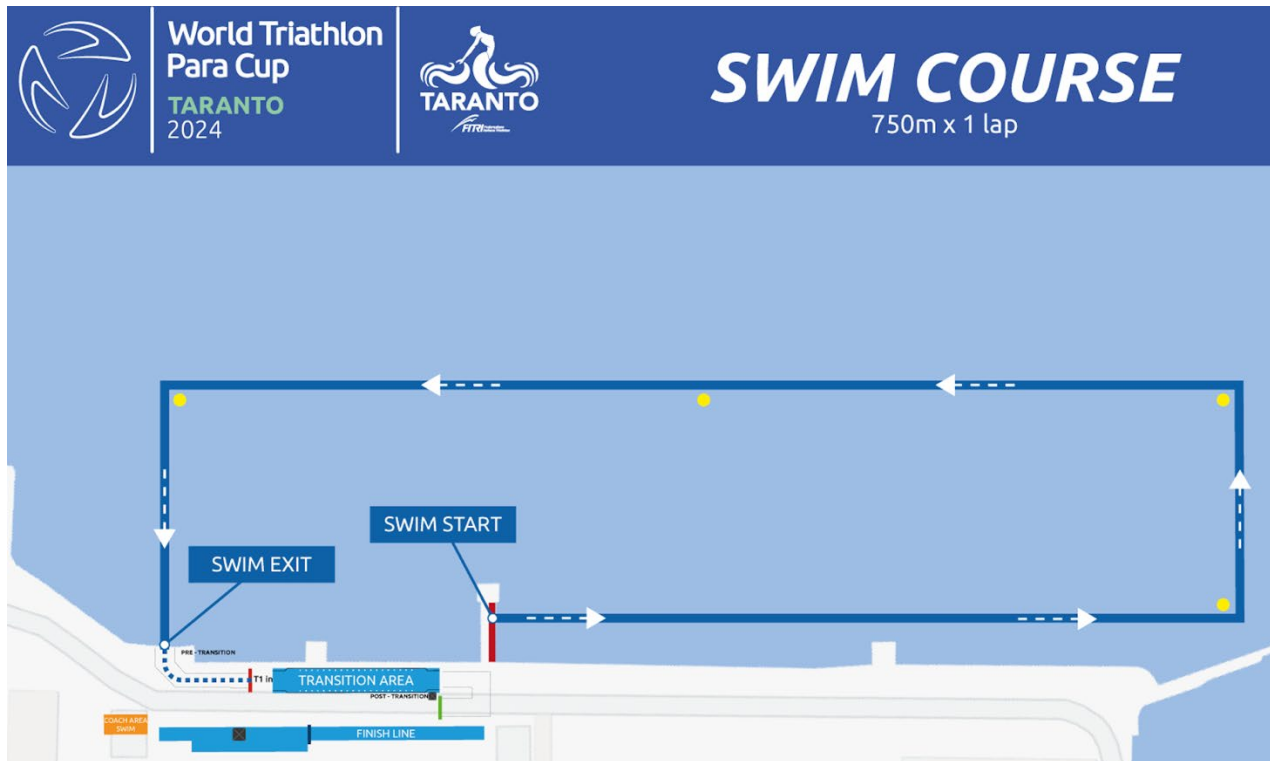 World Triathlon
Para Cup
TARANTO
2024
TARANTO
FITRI
SWIM COURSE
750m x 1 lap
SWIM START
SWIM EXIT
PRE - TRANSITION
T1 in
TRANSITION AREA
POST - TRANSITION
COACH AREA
SWIM
FINISH LINE